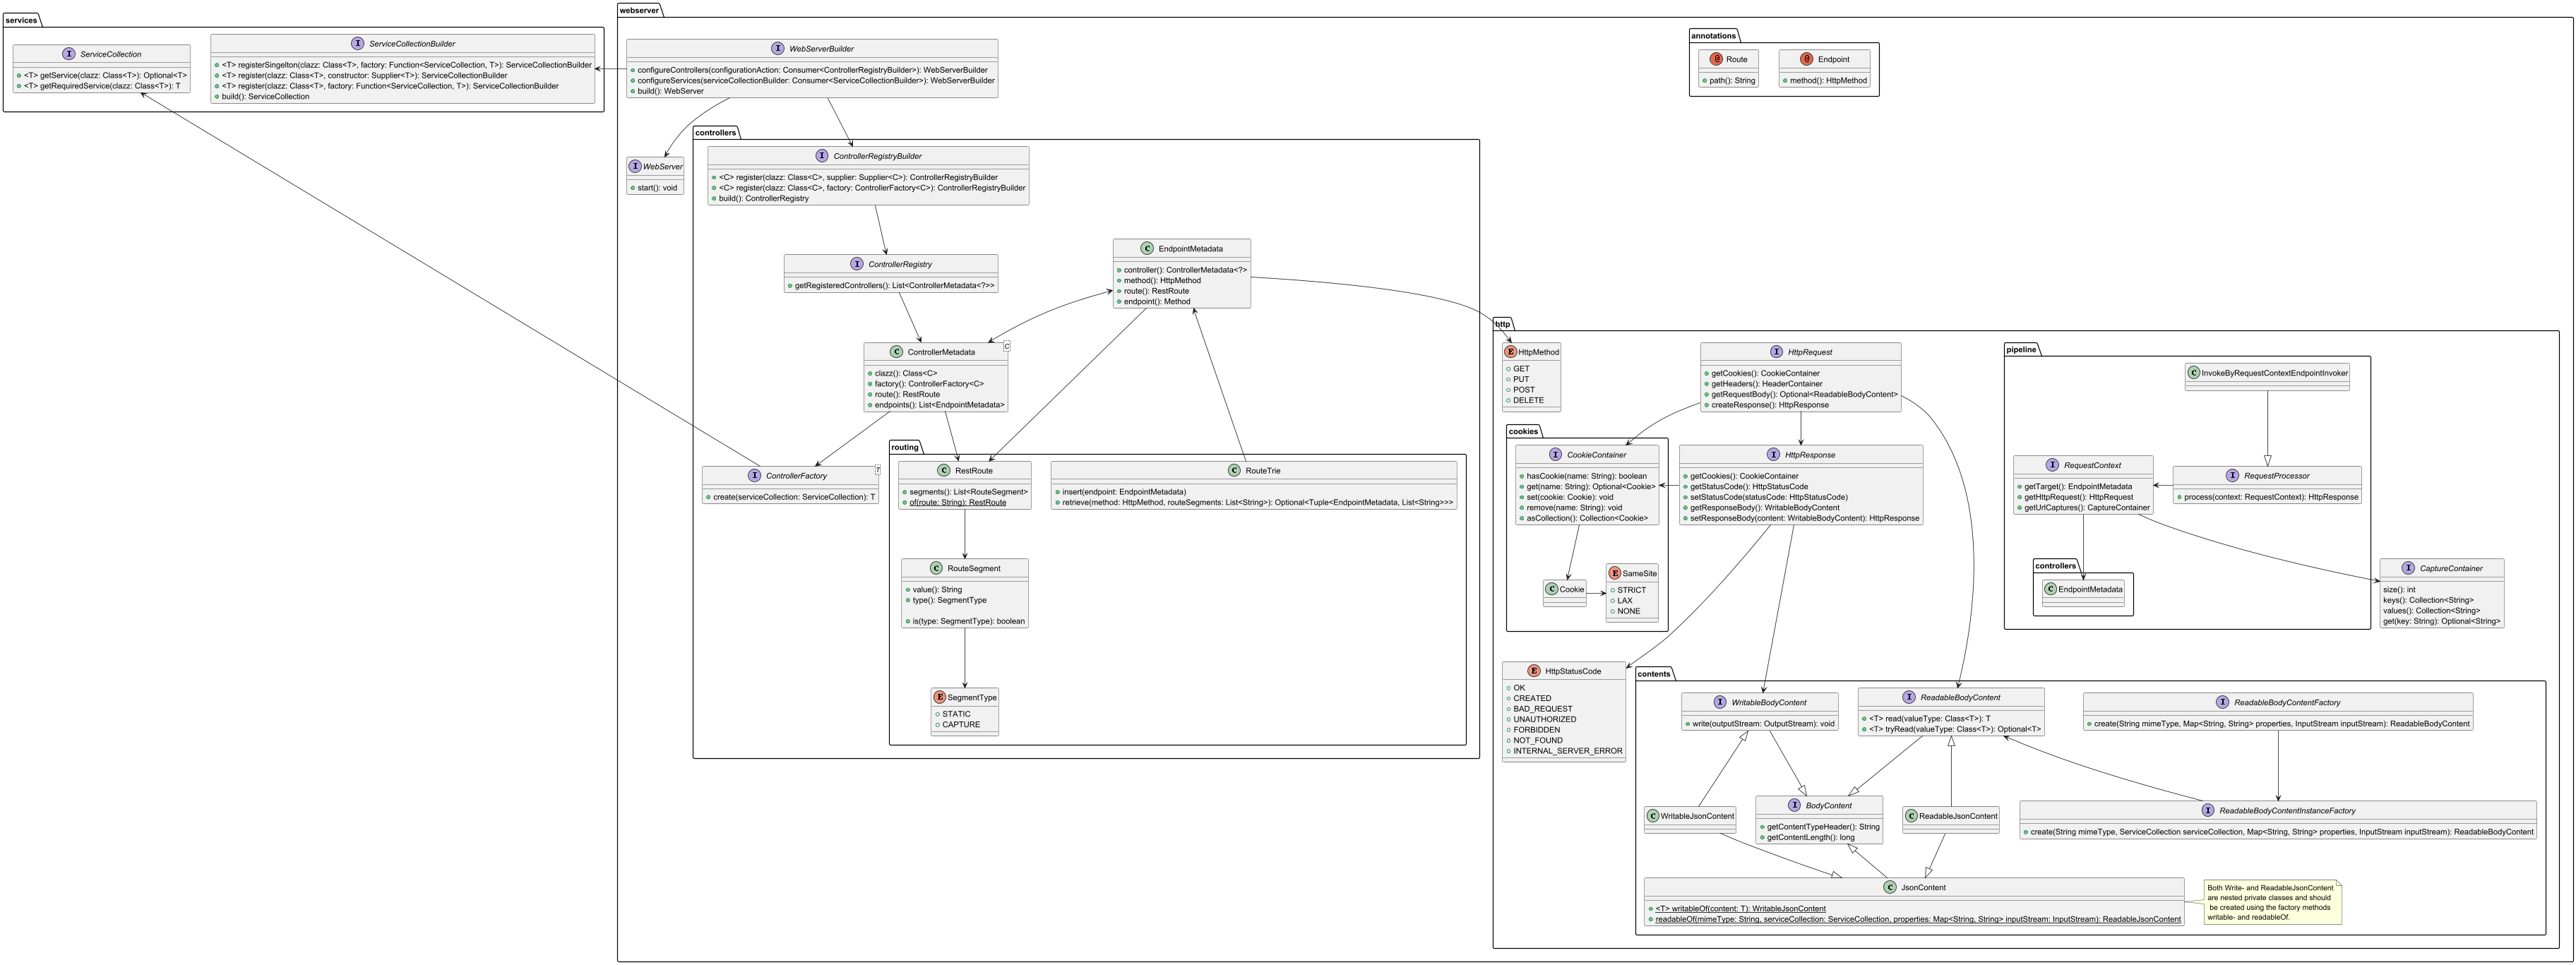 services
ServiceCollection
<T> getService(clazz: Class<T>): Optional<T>
<T> getRequiredService(clazz: Class<T>): T
ServiceCollectionBuilder
<T> registerSingelton(clazz: Class<T>, factory: Function<ServiceCollection, T>): ServiceCollectionBuilder
<T> register(clazz: Class<T>, constructor: Supplier<T>): ServiceCollectionBuilder
<T> register(clazz: Class<T>, factory: Function<ServiceCollection, T>): ServiceCollectionBuilder
build(): ServiceCollection
webserver
WebServerBuilder
configureControllers(configurationAction: Consumer<ControllerRegistryBuilder>): WebServerBuilder
configureServices(serviceCollectionBuilder: Consumer<ServiceCollectionBuilder>): WebServerBuilder
build(): WebServer
WebServer
start(): void
annotations
Route
path(): String
Endpoint
method(): HttpMethod
controllers
ControllerRegistryBuilder
<C> register(clazz: Class<C>, supplier: Supplier<C>): ControllerRegistryBuilder
<C> register(clazz: Class<C>, factory: ControllerFactory<C>): ControllerRegistryBuilder
build(): ControllerRegistry
ControllerRegistry
getRegisteredControllers(): List<ControllerMetadata<?>>
EndpointMetadata
controller(): ControllerMetadata<?>
method(): HttpMethod
route(): RestRoute
endpoint(): Method
ControllerMetadata
C
clazz(): Class<C>
factory(): ControllerFactory<C>
route(): RestRoute
endpoints(): List<EndpointMetadata>
ControllerFactory
T
create(serviceCollection: ServiceCollection): T
routing
RestRoute
segments(): List<RouteSegment>
of(route: String): RestRoute
RouteTrie
insert(endpoint: EndpointMetadata)
retrieve(method: HttpMethod, routeSegments: List<String>): Optional<Tuple<EndpointMetadata, List<String>>>
RouteSegment
value(): String
type(): SegmentType
is(type: SegmentType): boolean
SegmentType
STATIC
CAPTURE
http
HttpMethod
GET
PUT
POST
DELETE
HttpRequest
getCookies(): CookieContainer
getHeaders(): HeaderContainer
getRequestBody(): Optional<ReadableBodyContent>
createResponse(): HttpResponse
cookies
CookieContainer
hasCookie(name: String): boolean
get(name: String): Optional<Cookie>
set(cookie: Cookie): void
remove(name: String): void
asCollection(): Collection<Cookie>
Cookie
SameSite
STRICT
LAX
NONE
HttpResponse
getCookies(): CookieContainer
getStatusCode(): HttpStatusCode
setStatusCode(statusCode: HttpStatusCode)
getResponseBody(): WritableBodyContent
setResponseBody(content: WritableBodyContent): HttpResponse
pipeline
InvokeByRequestContextEndpointInvoker
RequestContext
getTarget(): EndpointMetadata
getHttpRequest(): HttpRequest
getUrlCaptures(): CaptureContainer
RequestProcessor
process(context: RequestContext): HttpResponse
controllers
EndpointMetadata
CaptureContainer
size(): int
keys(): Collection<String>
values(): Collection<String>
get(key: String): Optional<String>
HttpStatusCode
OK
CREATED
BAD_REQUEST
UNAUTHORIZED
FORBIDDEN
NOT_FOUND
INTERNAL_SERVER_ERROR
contents
WritableBodyContent
write(outputStream: OutputStream): void
ReadableBodyContent
<T> read(valueType: Class<T>): T
<T> tryRead(valueType: Class<T>): Optional<T>
ReadableBodyContentFactory
create(String mimeType, Map<String, String> properties, InputStream inputStream): ReadableBodyContent
WritableJsonContent
BodyContent
getContentTypeHeader(): String
getContentLength(): long
ReadableJsonContent
ReadableBodyContentInstanceFactory
create(String mimeType, ServiceCollection serviceCollection, Map<String, String> properties, InputStream inputStream): ReadableBodyContent
JsonContent
<T> writableOf(content: T): WritableJsonContent
readableOf(mimeType: String, serviceCollection: ServiceCollection, properties: Map<String, String> inputStream: InputStream): ReadableJsonContent
Both Write- and ReadableJsonContent
are nested private classes and should
be created using the factory methods
writable- and readableOf.